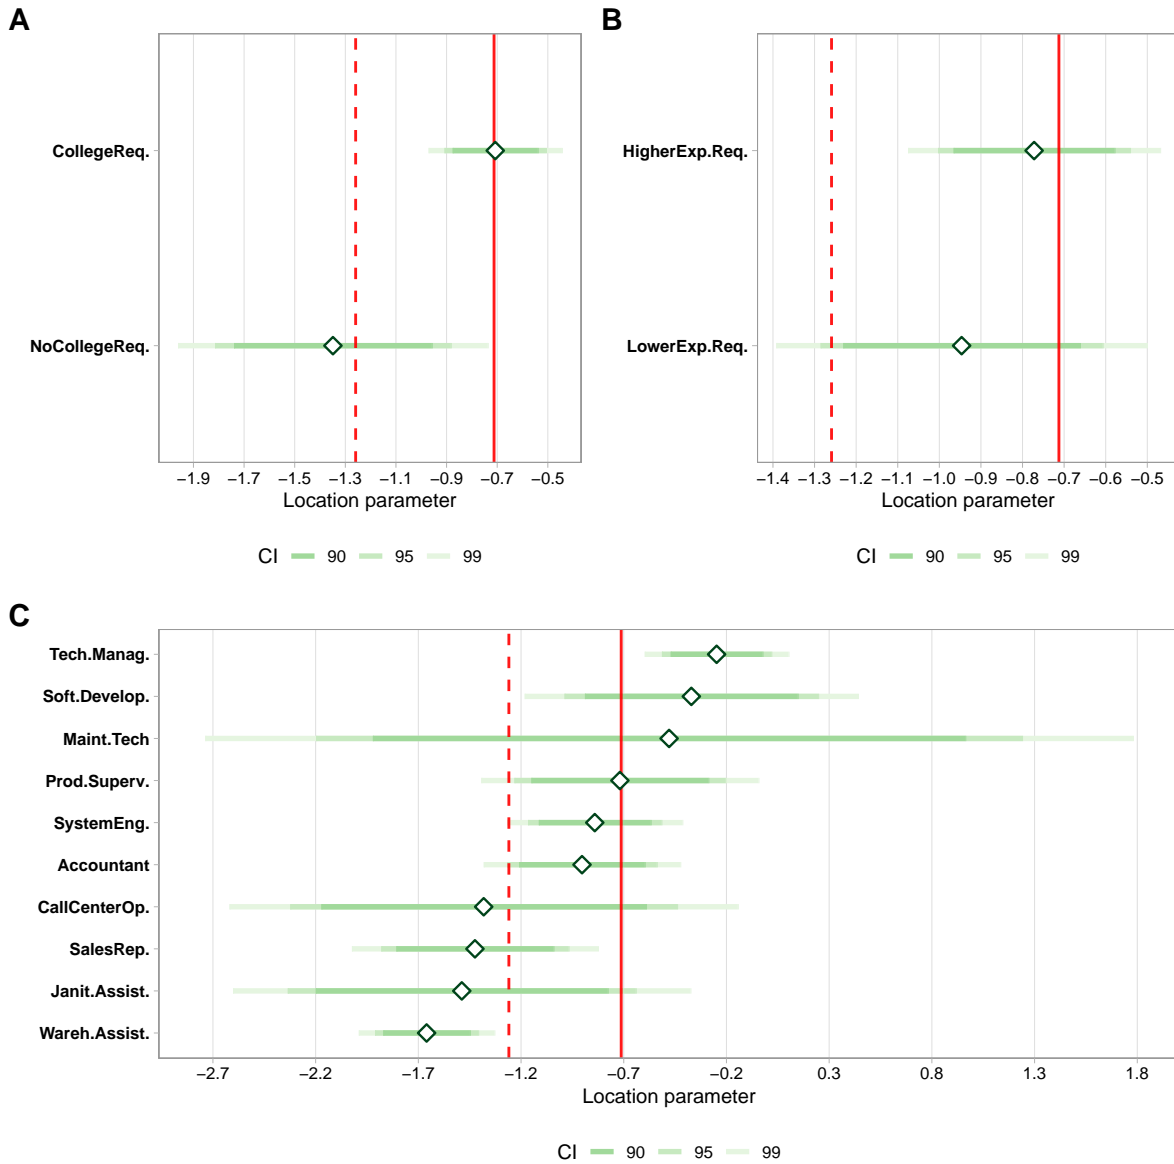 A
CollegeReq.
NoCollegeReq.
−1.9 −1.7 −1.5 −1.3 −1.1 −0.9 −0.7 −0.5
Location parameter
CI 90 95 99
B
HigherExp.Req.
LowerExp.Req.
−1.4 −1.3 −1.2 −1.1 −1.0 −0.9 −0.8 −0.7 −0.6 −0.5
Location parameter
CI 90 95 99
C
Tech.Manag.
Soft.Develop.
Maint.Tech
Prod.Superv.
SystemEng.
Accountant
CallCenterOp.
SalesRep.
Janit.Assist.
Wareh.Assist.
−2.7 −2.2 −1.7 −1.2 −0.7 −0.2 0.3 0.8 1.3 1.8
Location parameter
CI 90 95 99